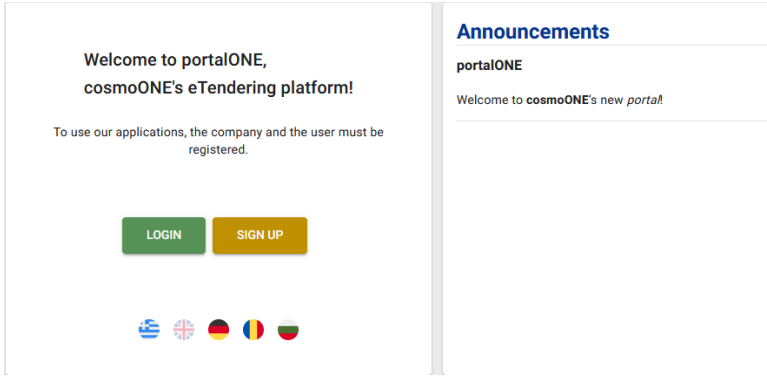 Welcome to portalONE,
cosmoONE's eTendering platform!
To use our applications, the company and the user must be
registered.
LOGIN
SIGN UP
Announcements
portalONE
Welcome to cosmoONE's new portal!